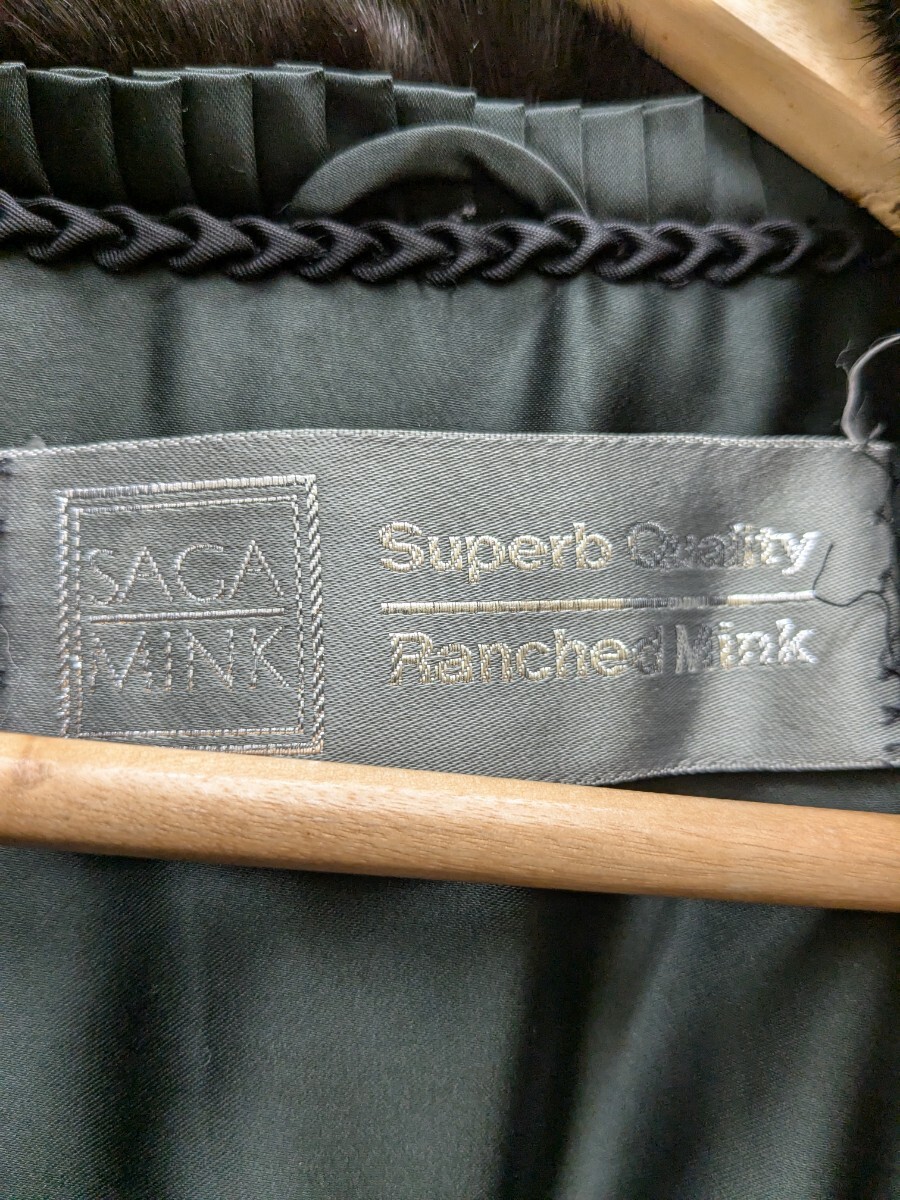 SAGA
MINK
Superb Quality
Ranched Mink